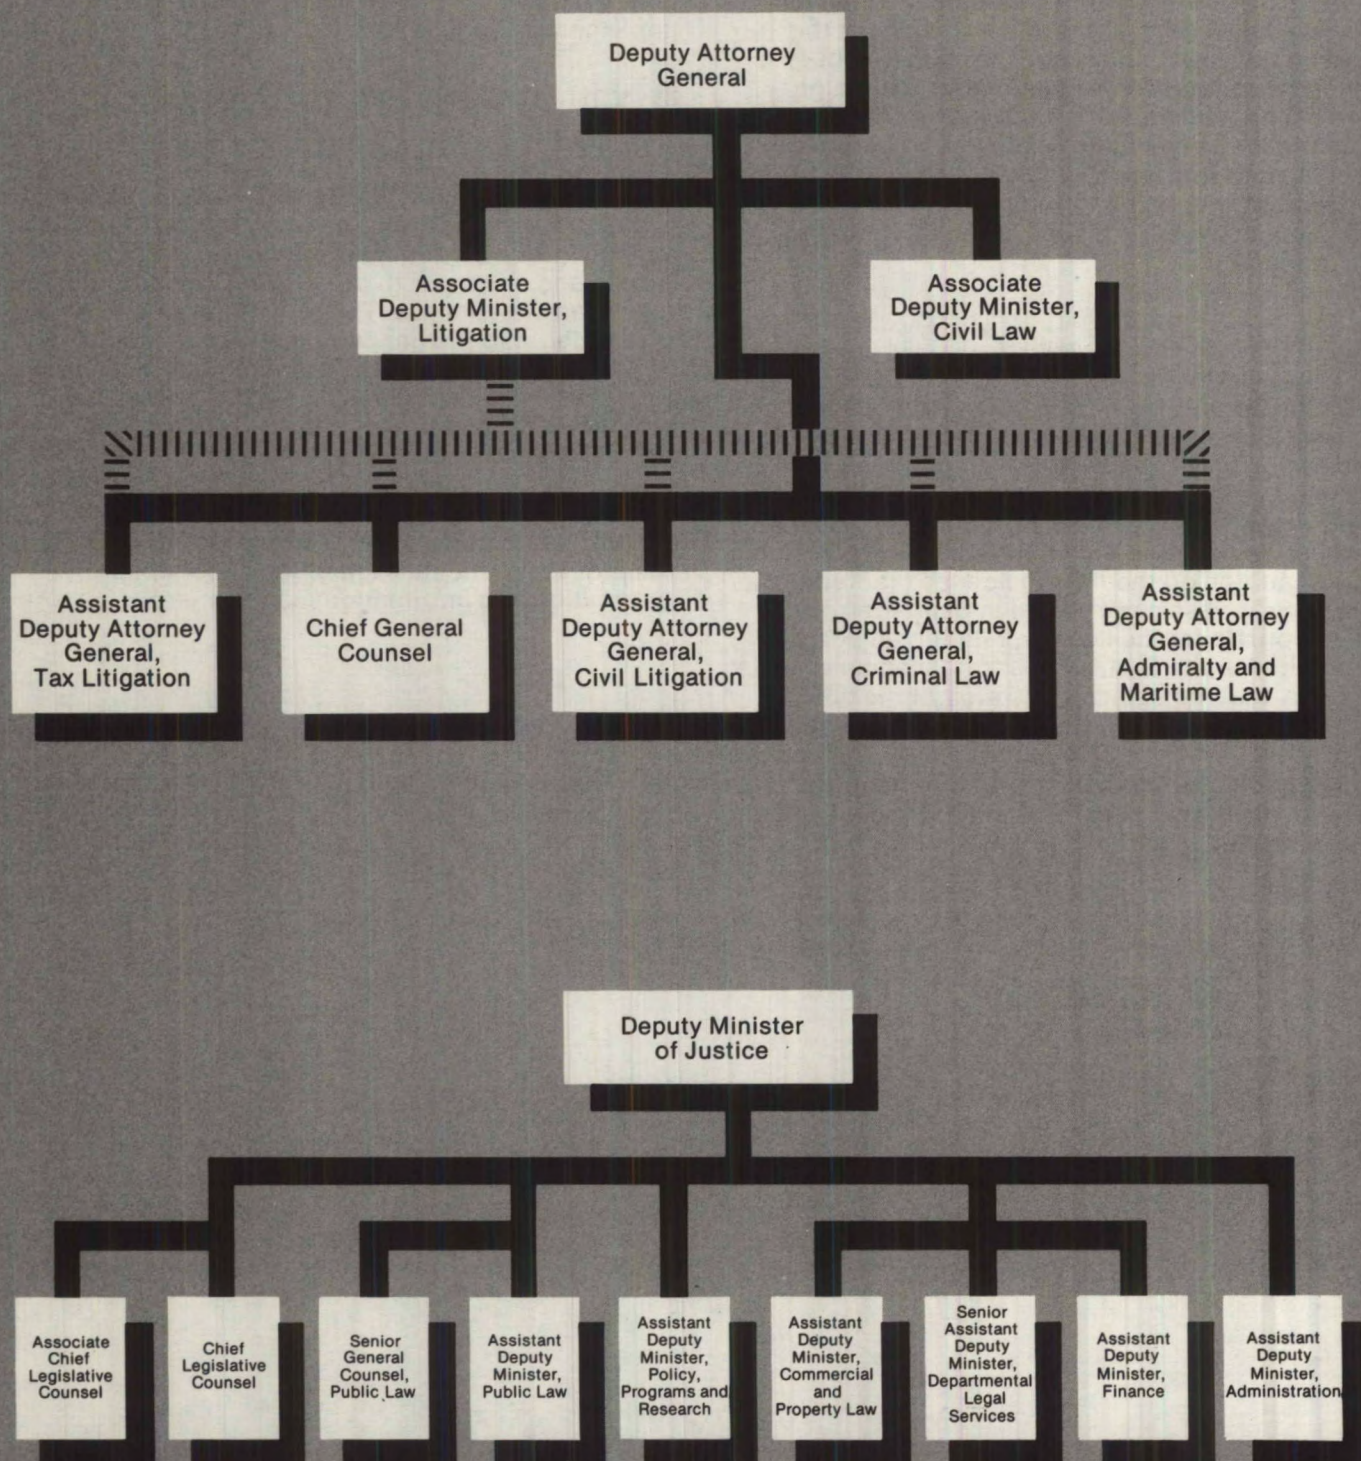 Deputy Attorney
General
Associate
Deputy Minister,
Litigation
Associate
Deputy Minister,
Civil Law
Assistant
Deputy Attorney
General,
Tax Litigation
Chief General
Counsel
Assistant
Deputy Attorney
General,
Civil Litigation
Assistant
Deputy Attorney
General,
Criminal Law
Assistant
Deputy Attorney
General,
Admiralty and
Maritime Law
Deputy Minister
of Justice
Associate
Chief
Legislative
Counsel
Chief
Legislative
Counsel
Senior
General
Counsel,
Public Law
Assistant
Deputy
Minister,
Public Law
Assistant
Deputy
Minister,
Policy,
Programs and
Research
Assistant
Deputy
Minister,
Commercial
and
Property Law
Senior
Assistant
Deputy
Minister,
Departmental
Legal
Services
Assistant
Deputy
Minister,
Finance
Assistant
Deputy
Minister,
Administration